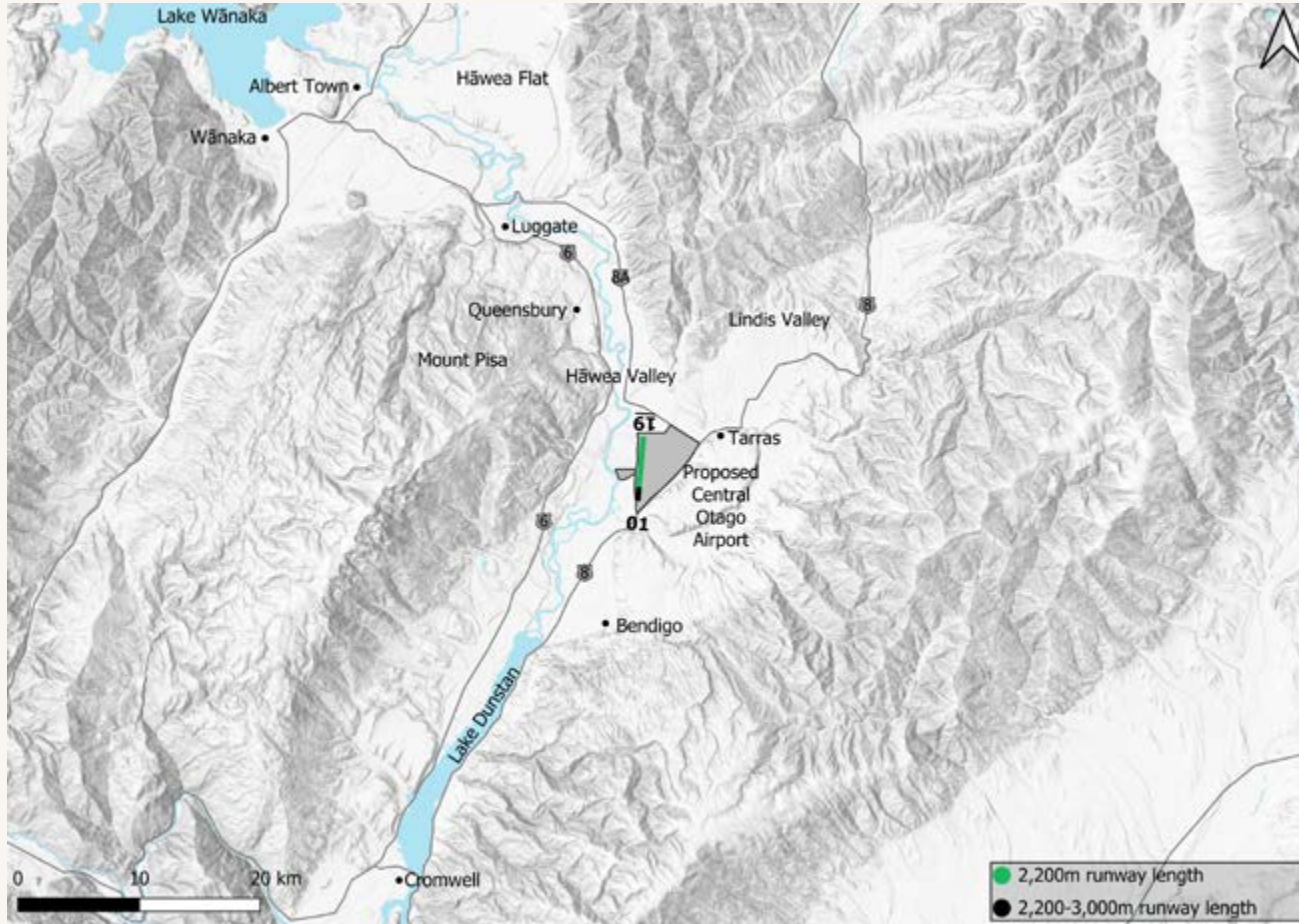 Lake Wānaka
Albert Town
Hāwea Flat
Wānaka
Luggate
6
8A
Queensbury
8
Lindis Valley
Mount Pisa
Hāwea Valley
19
Tarras
Proposed
Central
Otago
Airport
01
6
8
Bendigo
Lake Dunstan
Cromwell
0 10 20 km
2,200m runway length
2,200-3,000m runway length